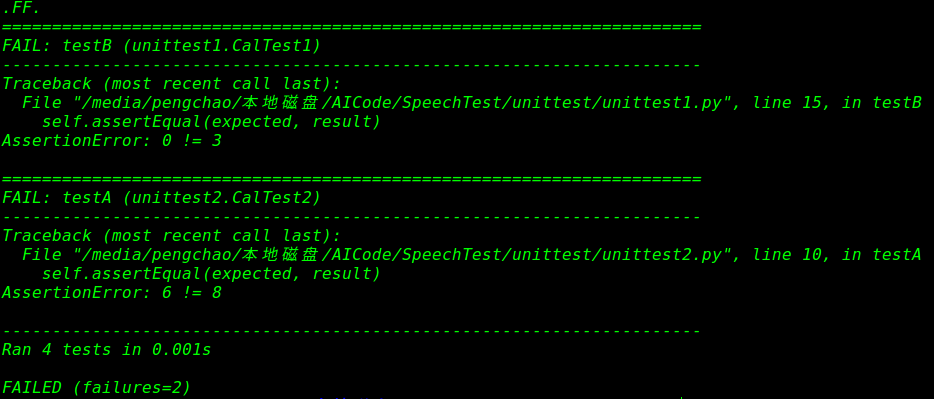 .FF.
======================================================================
FAIL: testB (unittest1.CalTest1)
----------------------------------------------------------------------
Traceback (most recent call last):
  File "/media/pengchao/本地磁盘/AICode/SpeechTest/unittest/unittest1.py", line 15, in testB
    self.assertEqual(expected, result)
AssertionError: 0 != 3

======================================================================
FAIL: testA (unittest2.CalTest2)
----------------------------------------------------------------------
Traceback (most recent call last):
  File "/media/pengchao/本地磁盘/AICode/SpeechTest/unittest/unittest2.py", line 10, in testA
    self.assertEqual(expected, result)
AssertionError: 6 != 8

----------------------------------------------------------------------
Ran 4 tests in 0.001s

FAILED (failures=2)